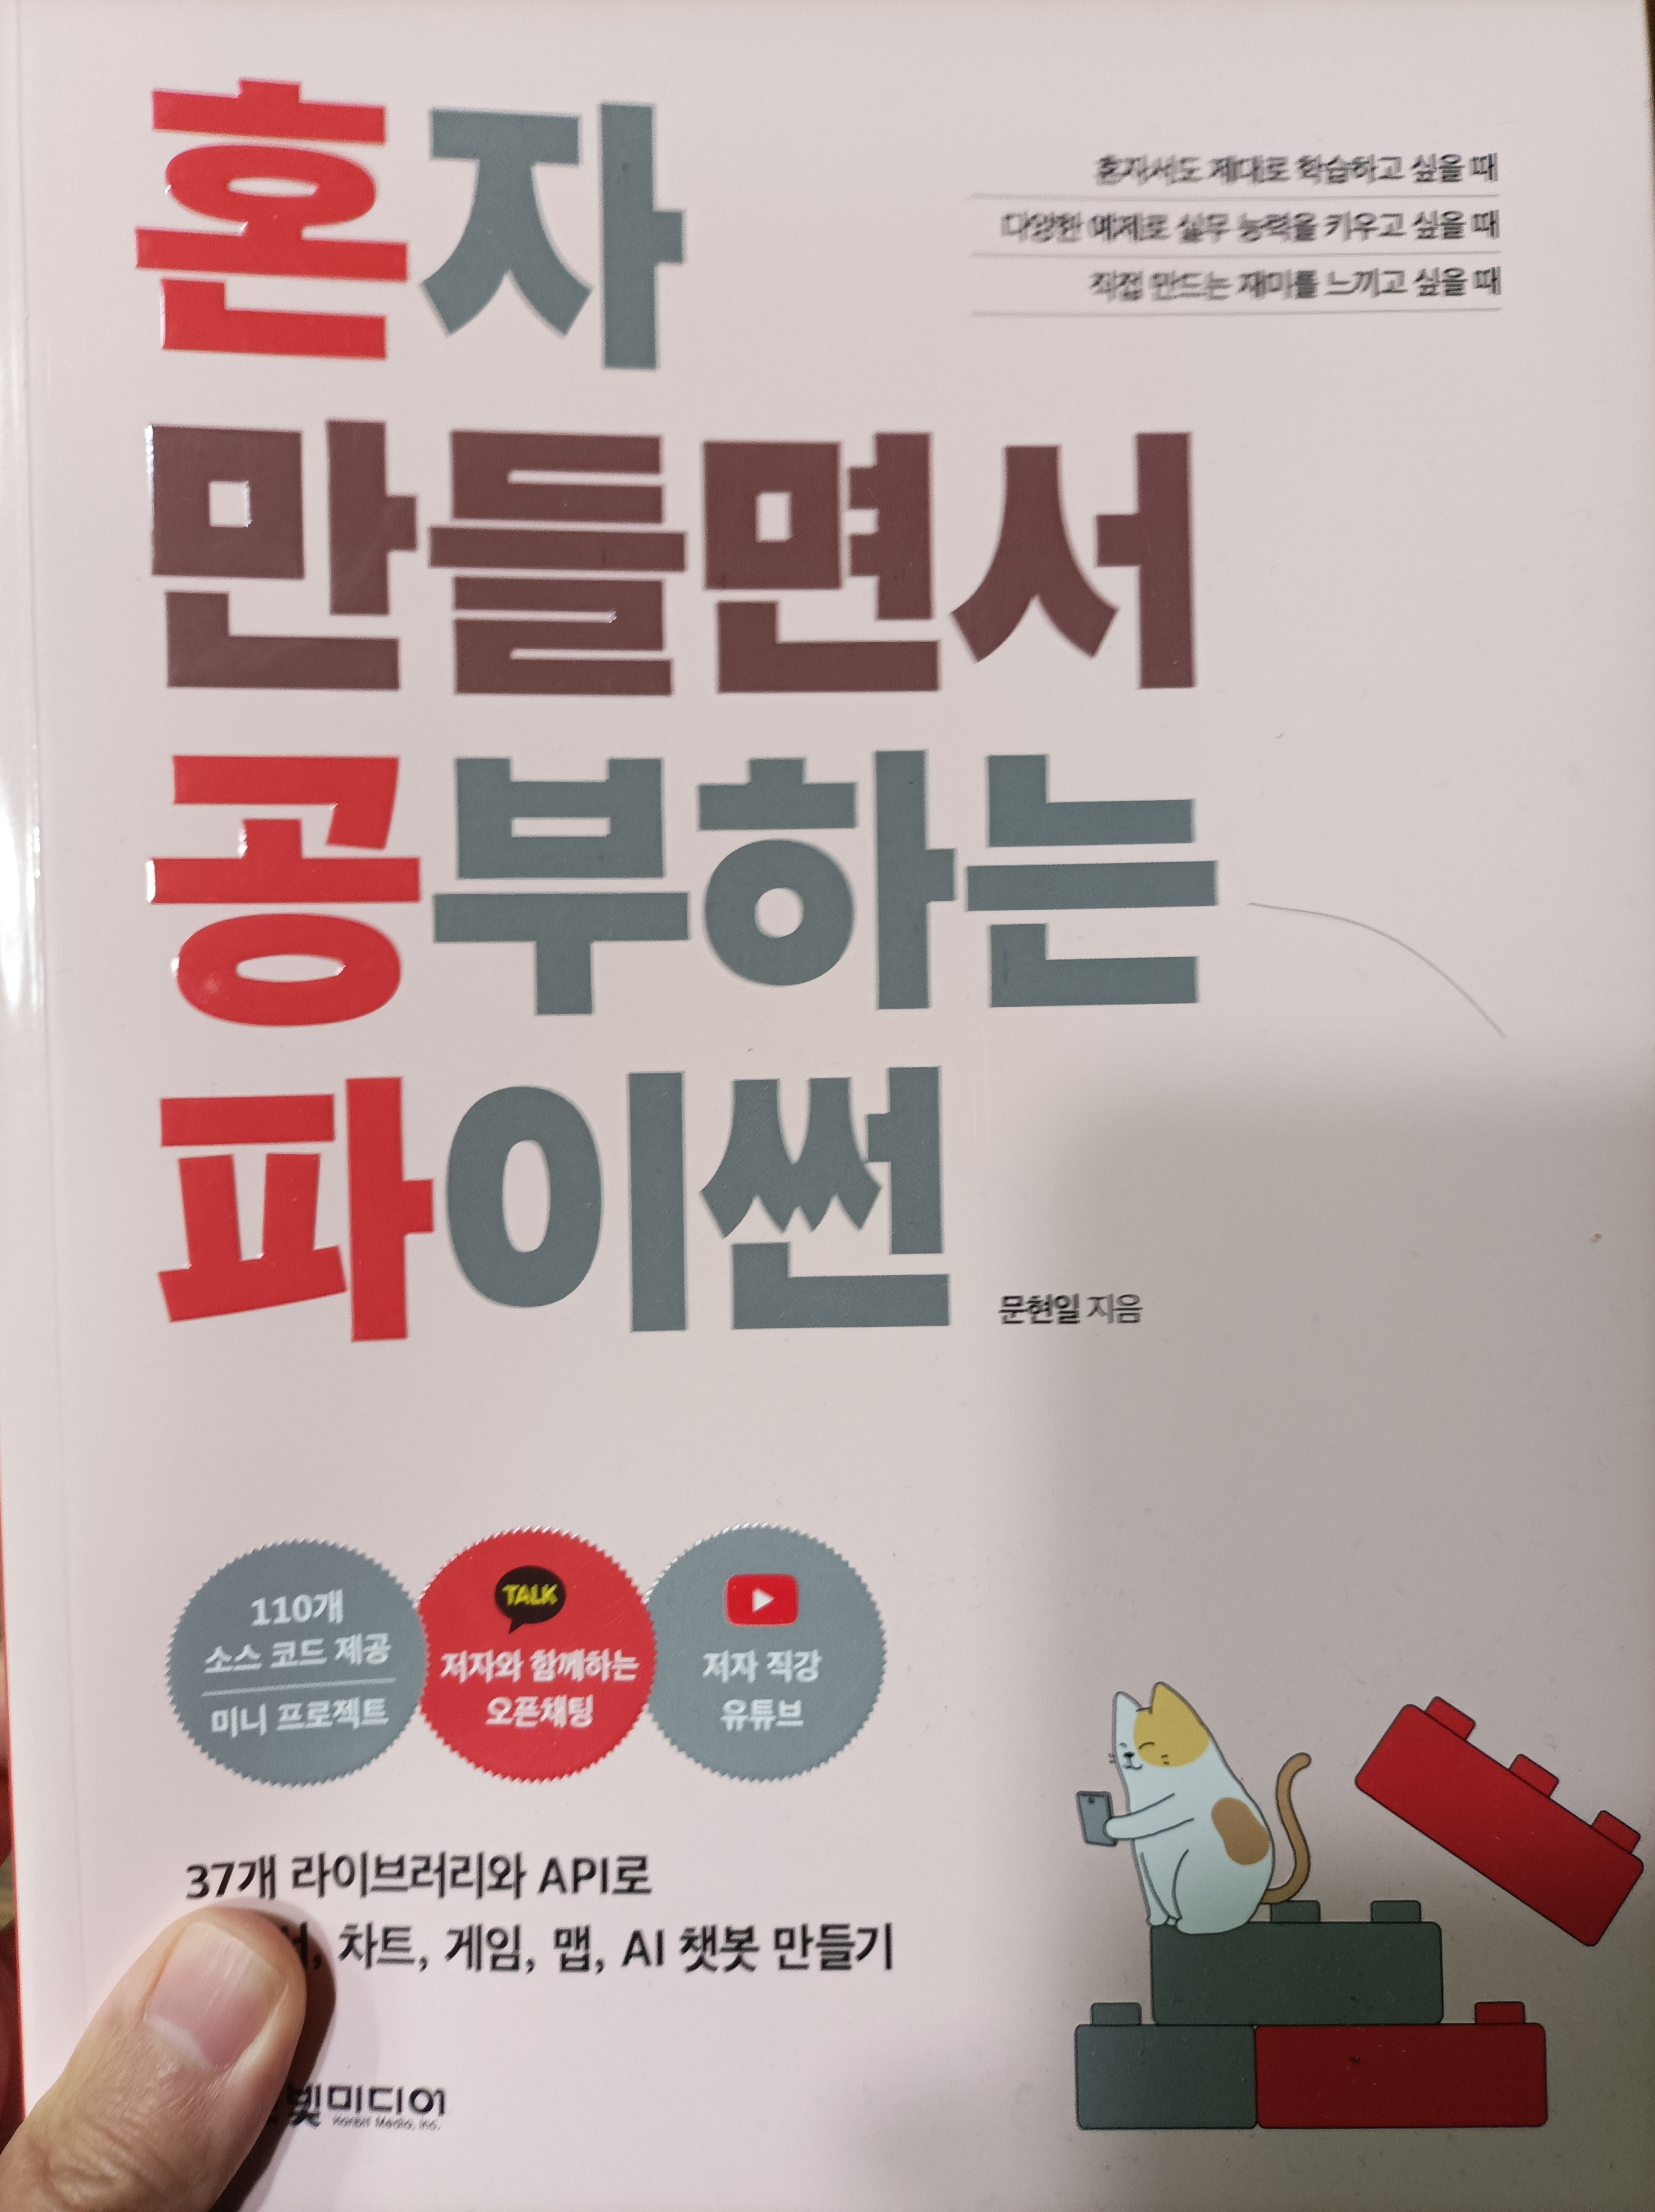 혼자
만들면서
공부하는
파이썬
혼자서도 제대로 학습하고 싶을 때
다양한 예제로 실무 능력을 키우고 싶을 때
직접 만드는 재미를 느끼고 싶을 때
문현일 지음
110개
소스 코드 제공
미니 프로젝트
TALK
저자와 함께하는
오픈채팅
저자 직강
유튜브
37개 라이브러리와 API로
차트, 게임, 맵, AI 챗봇 만들기
빛미디어
Hanbit Media, Inc.